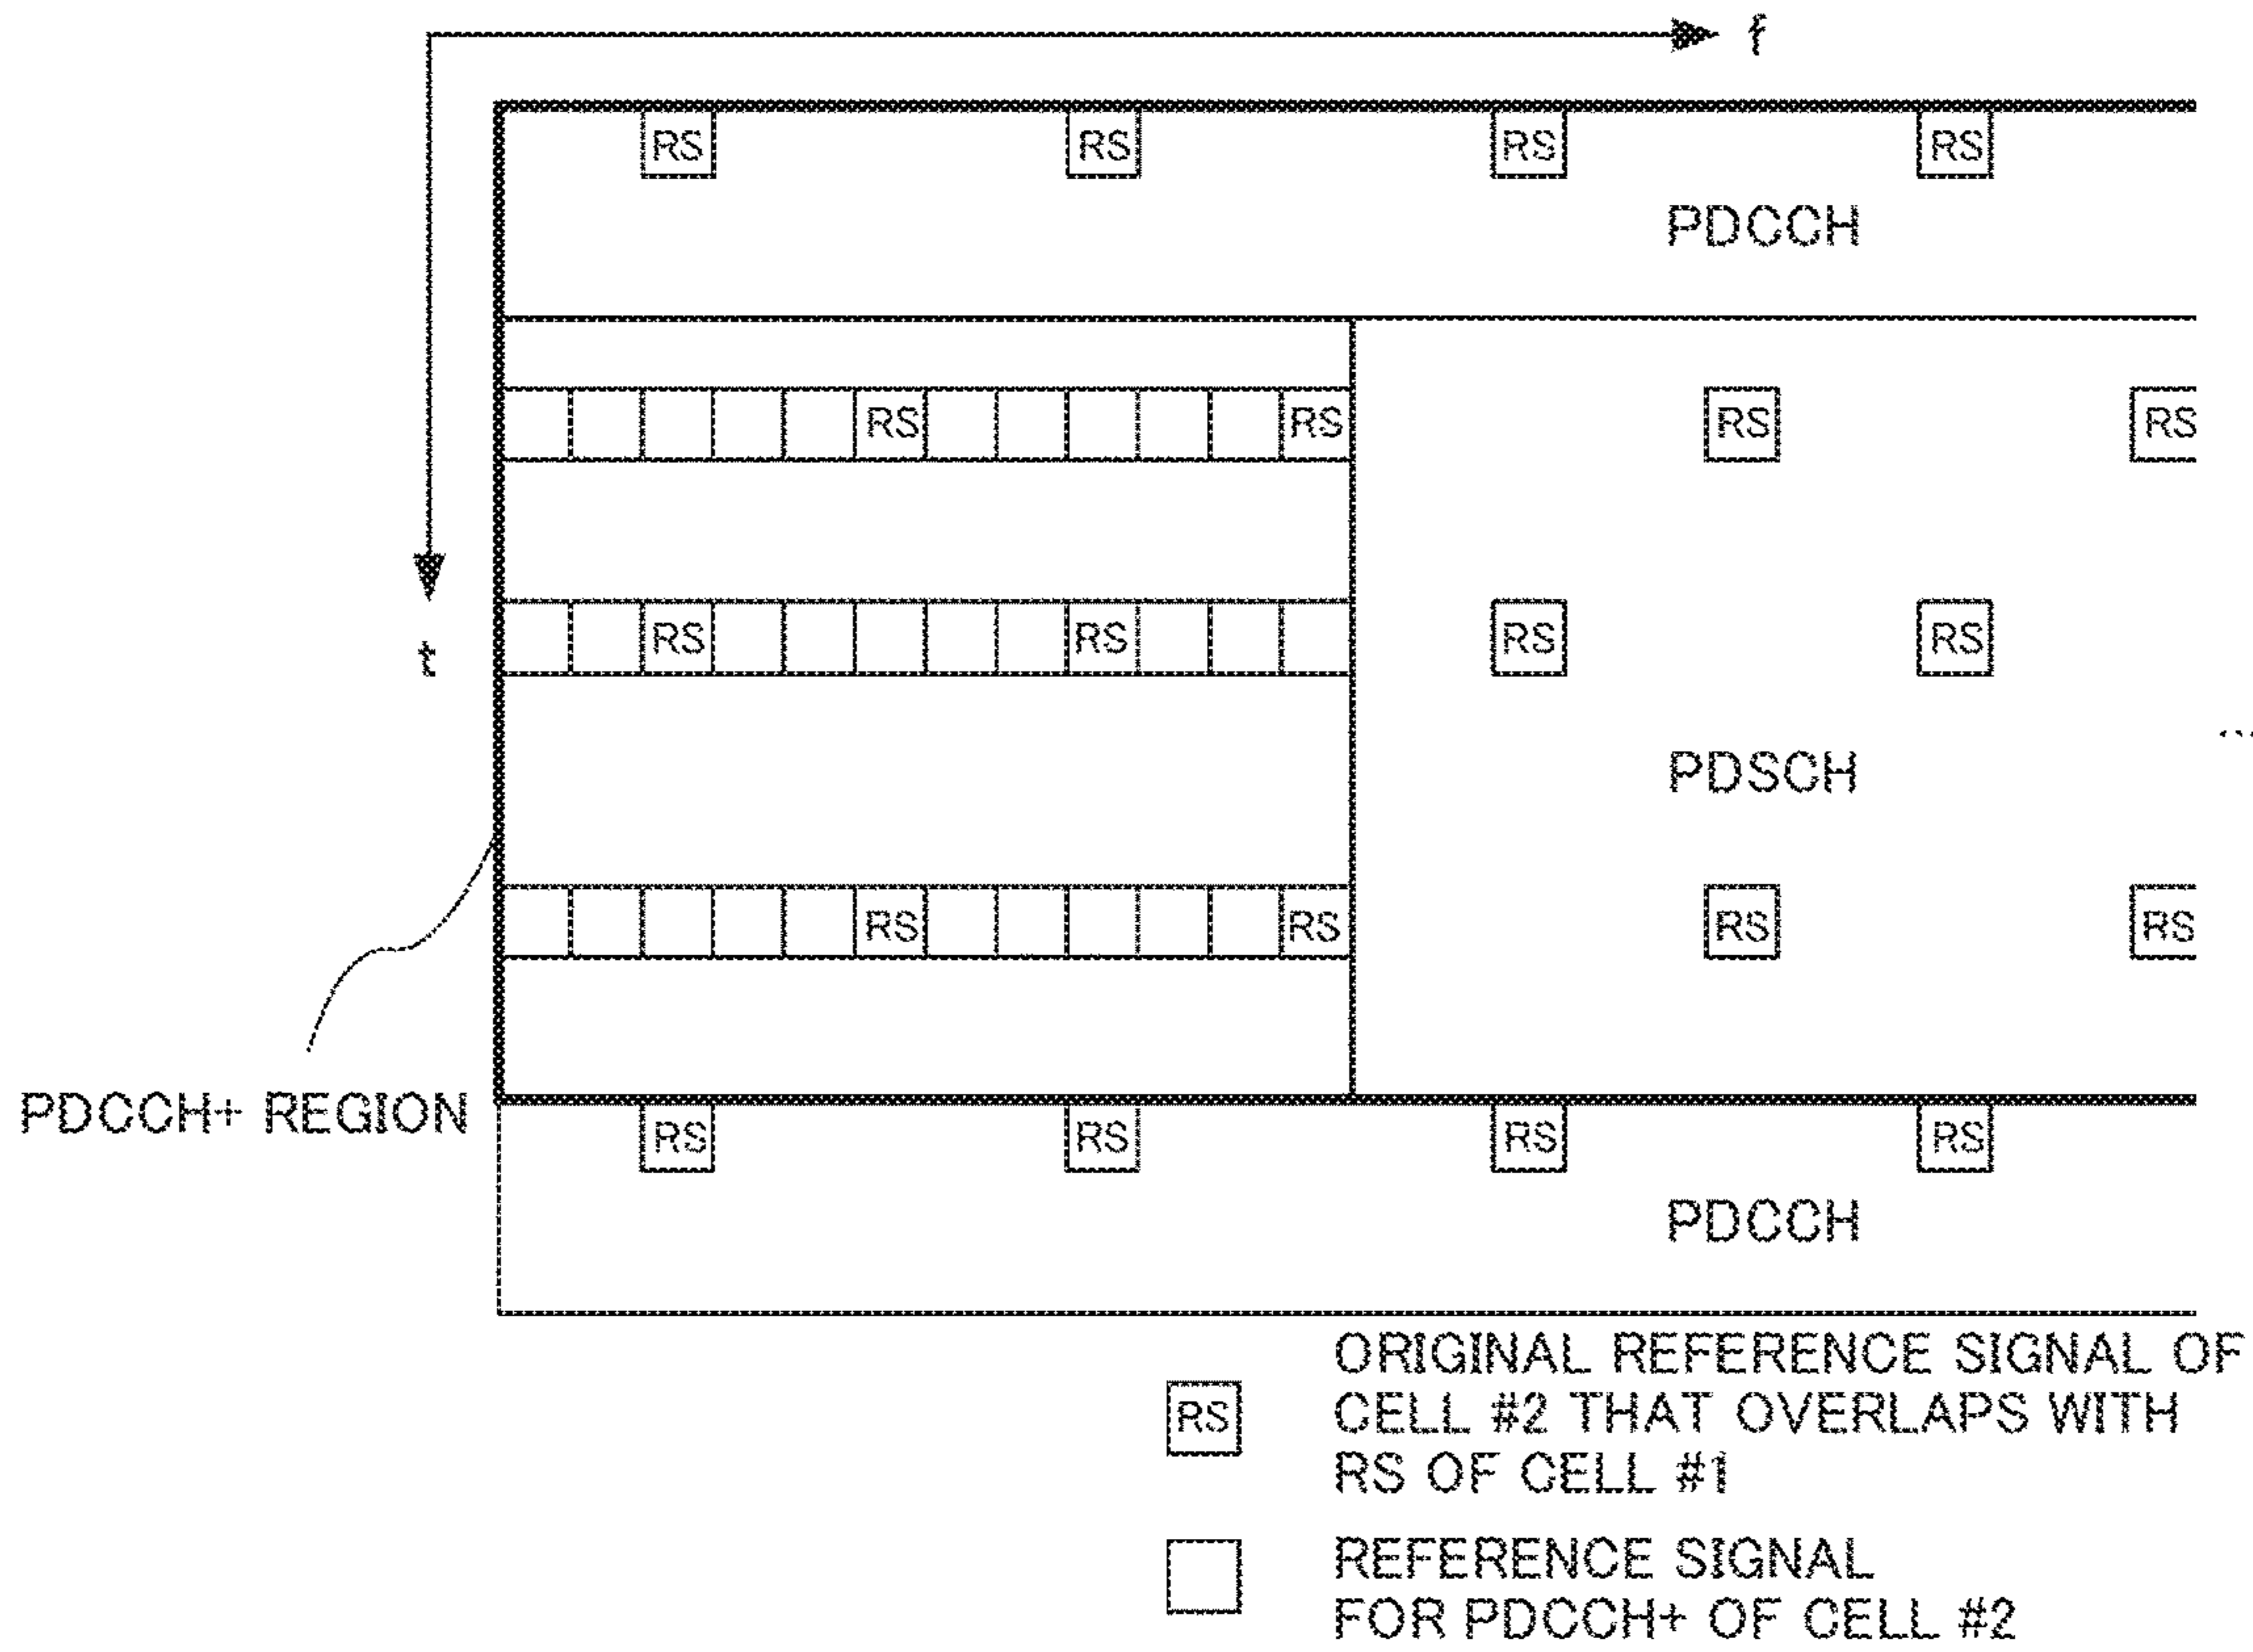 f
RS RS RS RS
PDCCH
RS RS RS RS
t
RS RS RS RS
...
PDSCH
RS RS RS RS
PDCCH+ REGION
RS RS RS RS
PDCCH
RS
ORIGINAL REFERENCE SIGNAL OF
CELL #2 THAT OVERLAPS WITH
RS OF CELL #1
REFERENCE SIGNAL
FOR PDCCH+ OF CELL #2